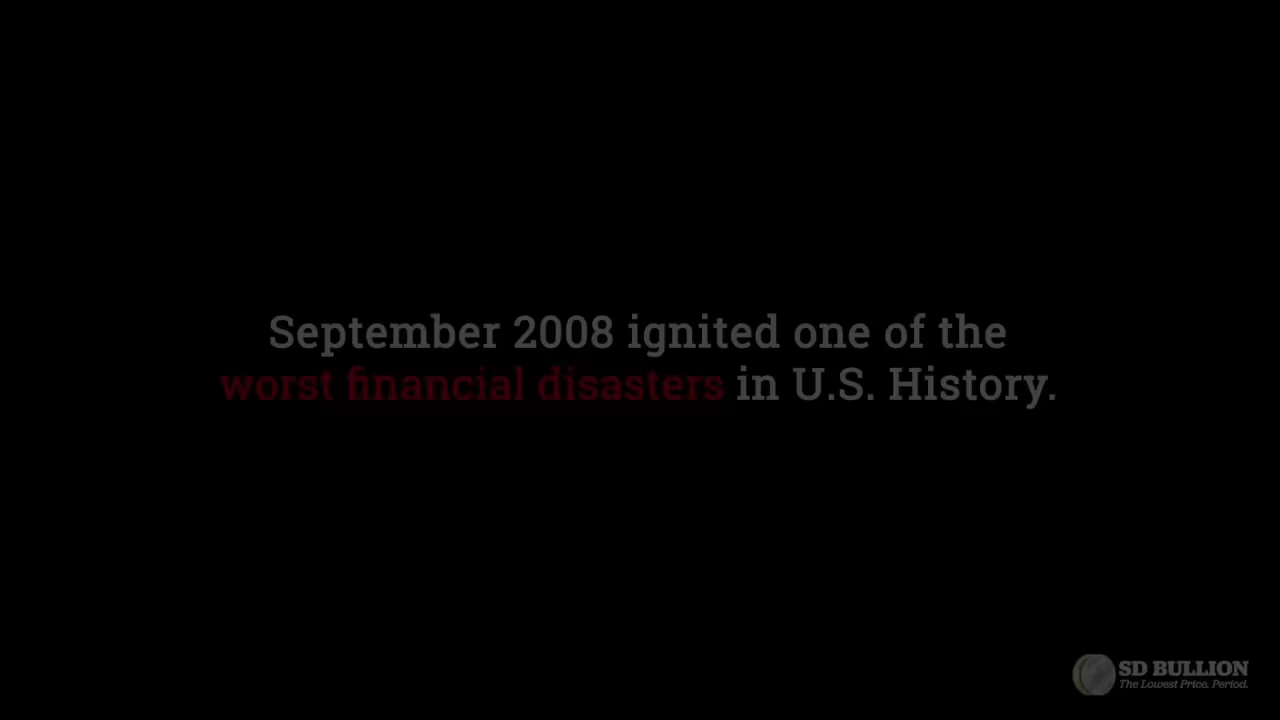 September 2008 ignited one of the
worst financial disasters in U.S. History.
SD BULLION
The Lowest Price. Period.